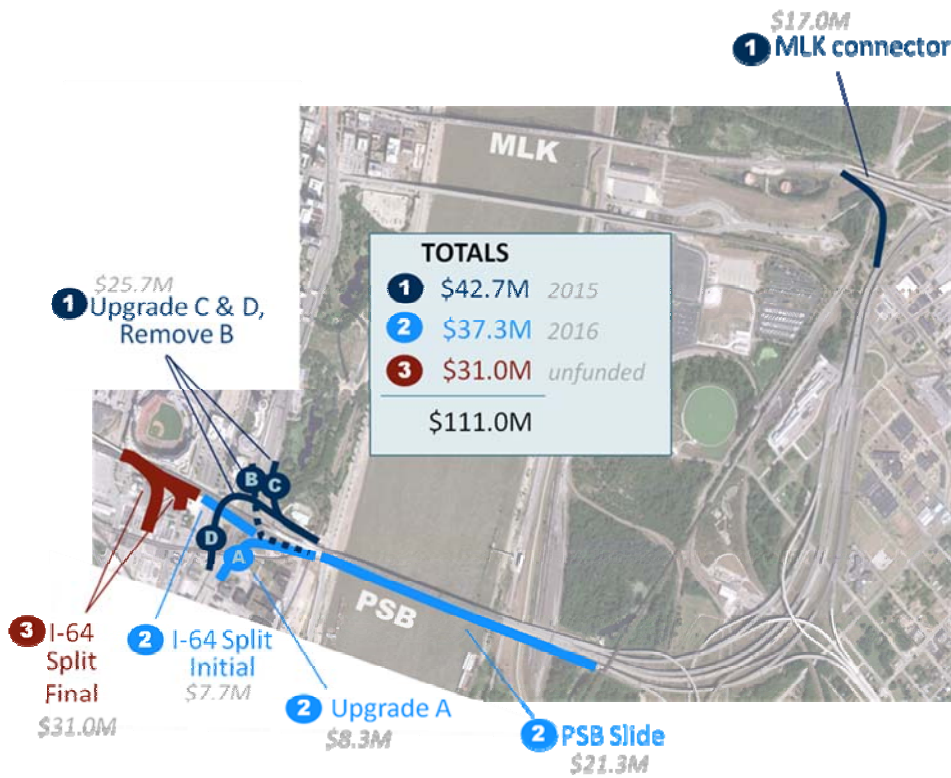 $17.0M
1 MLK connector
MLK
TOTALS
1 $42.7M 2015
2 $37.3M 2016
3 $31.0M unfunded
$111.0M
$25.7M
1 Upgrade C & D,
Remove B
B
C
D
A
PSB
3 I-64
Split
Final
$31.0M
2 I-64 Split
Initial
$7.7M
2 Upgrade A
$8.3M
2 PSB Slide
$21.3M